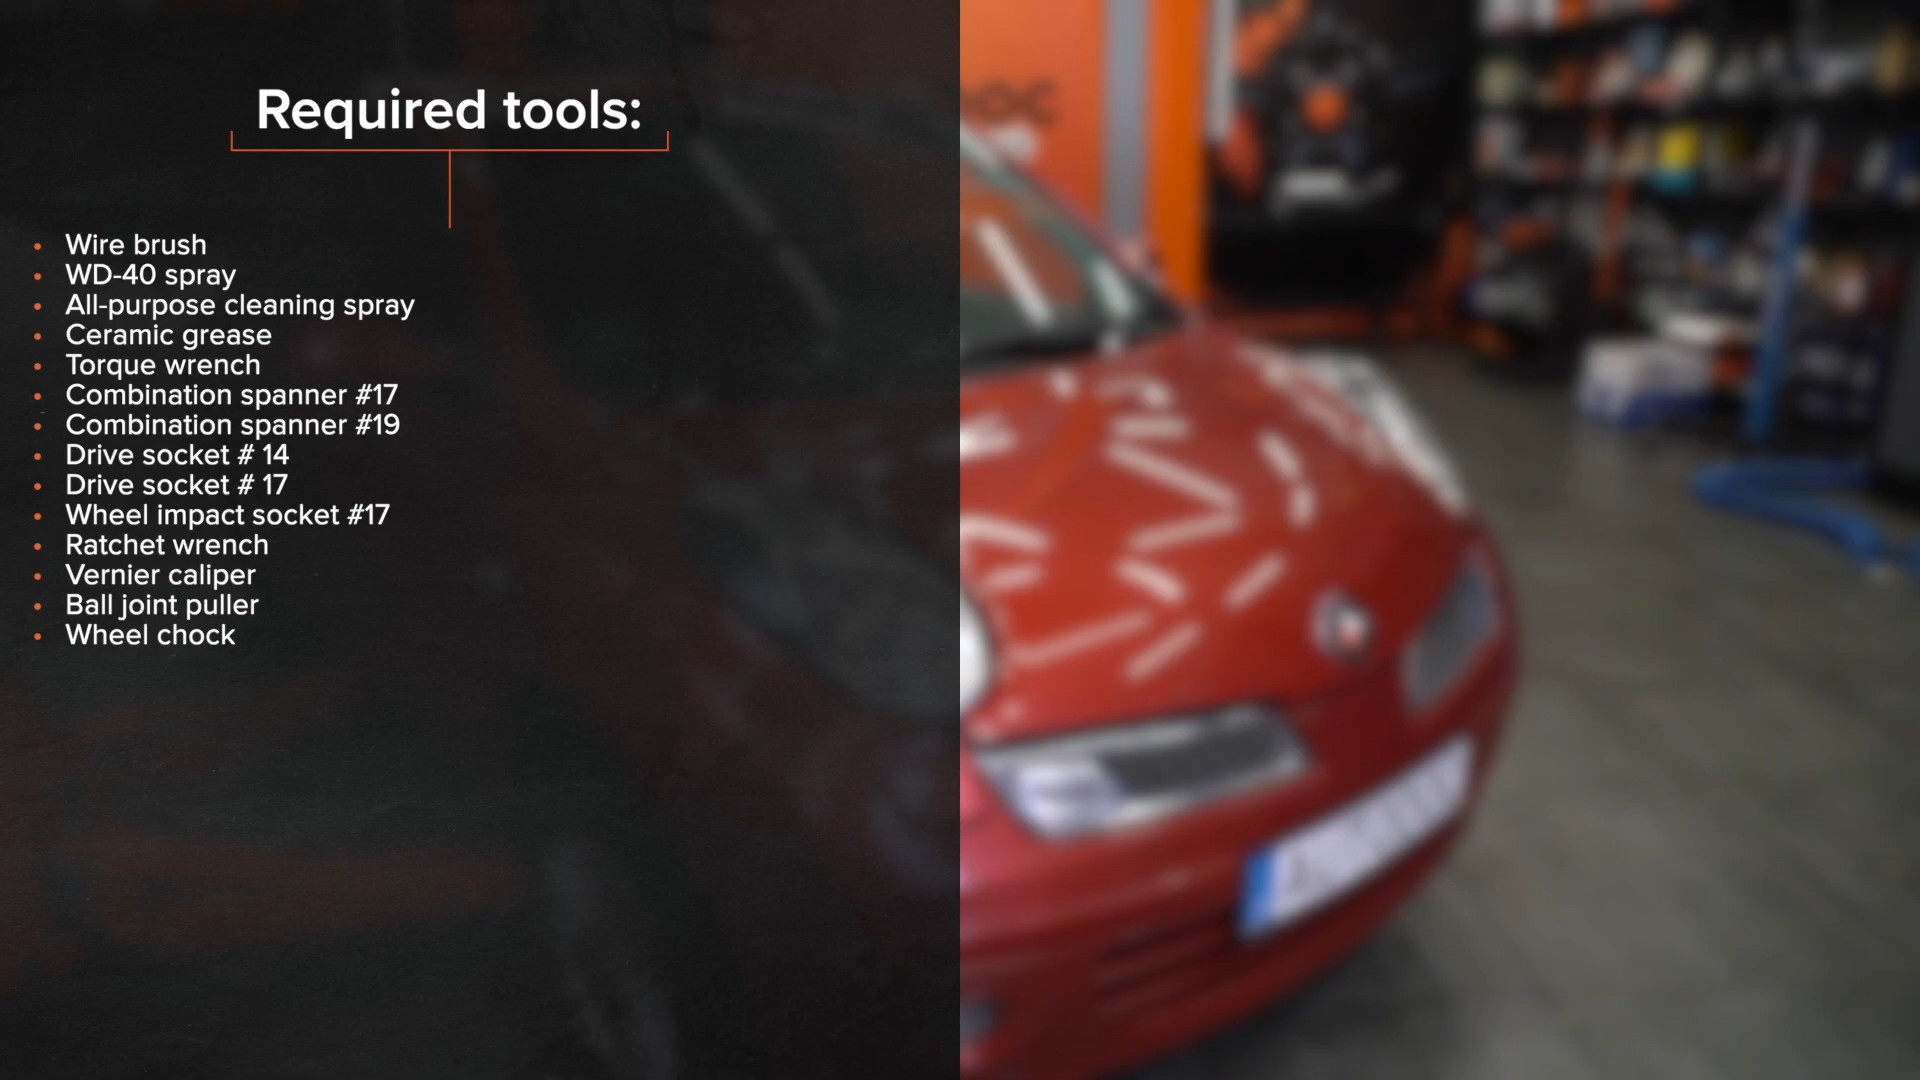 Required tools:
Wire brush
WD-40 spray
All-purpose cleaning spray
Ceramic grease
Torque wrench
Combination spanner #17
Combination spanner #19
Drive socket # 14
Drive socket # 17
Wheel impact socket #17
Ratchet wrench
Vernier caliper
Ball joint puller
Wheel chock